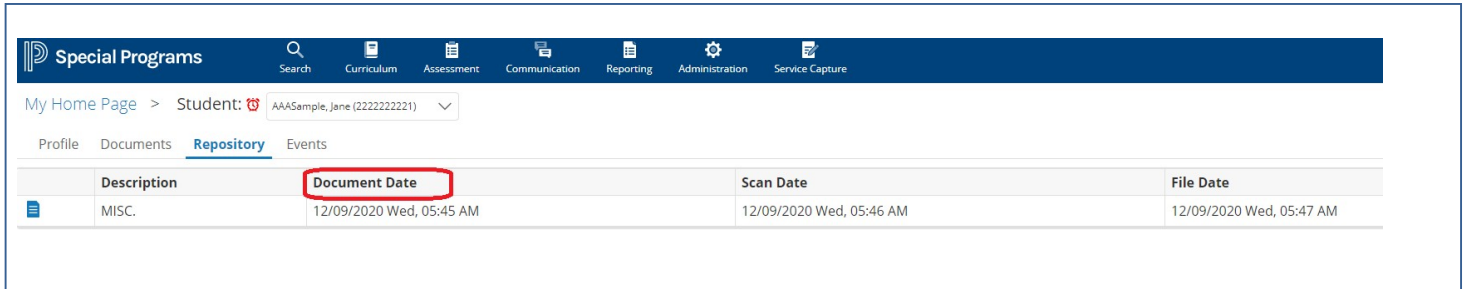 Special Programs
Search Curriculum Assessment Communication Reporting Administration Service Capture
My Home Page > Student: AAASample, Jane (2222222221)
Profile Documents Repository Events
Description Document Date Scan Date File Date
MISC. 12/09/2020 Wed, 05:45 AM 12/09/2020 Wed, 05:46 AM 12/09/2020 Wed, 05:47 AM